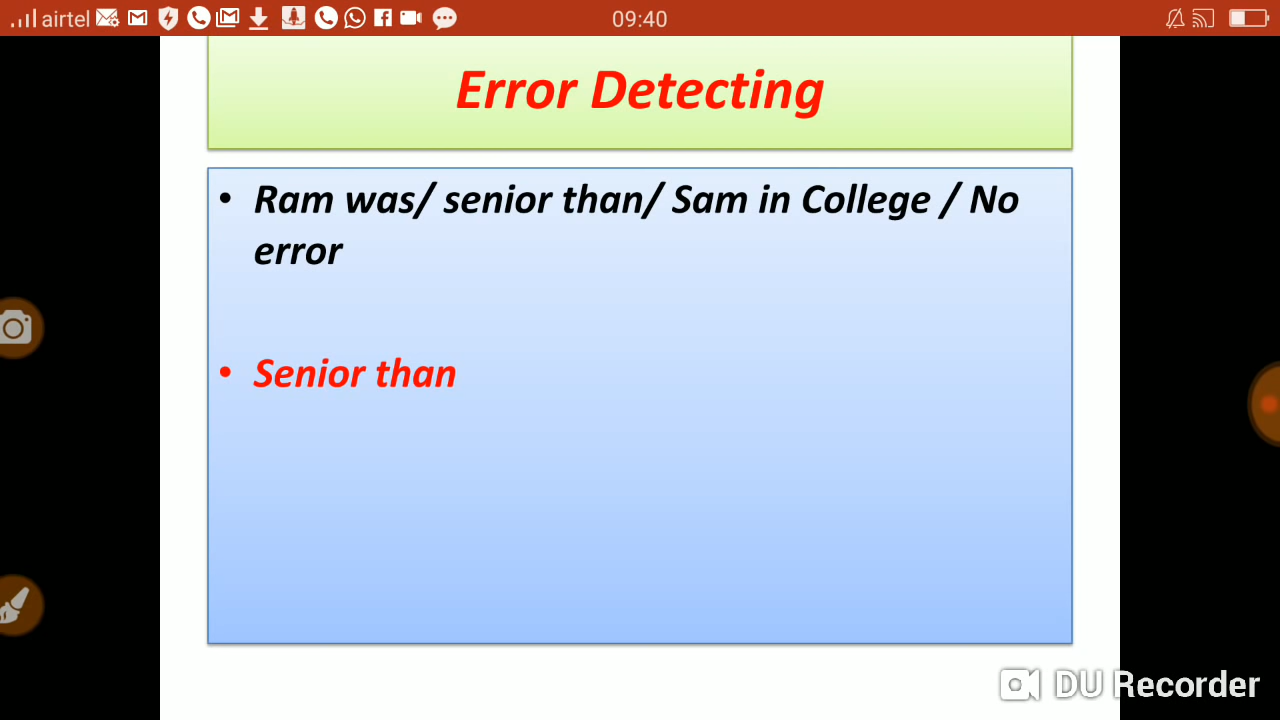 airtel 09:40
Error Detecting
• Ram was/ senior than/ Sam in College / No
error
• Senior than
DU Recorder